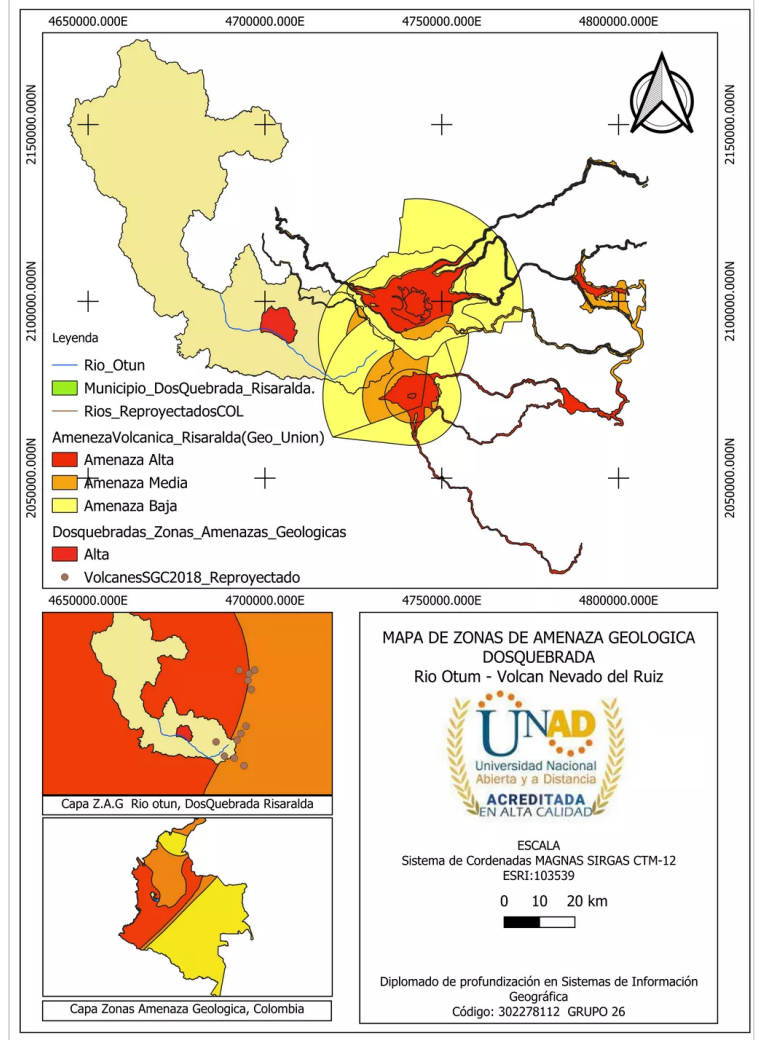 4650000.000E 4700000.000E 4750000.000E 4800000.000E
2150000.000N 2150000.000N
2100000.000N 2100000.000N
2050000.000N 2050000.000N
Leyenda
Rio_Otun
Municipio_DosQuebrada_Risaralda.
Rios_ReproyectadosCOL
AmenezaVolcanica_Risaralda(Geo_Union)
Amenaza Alta
Amenaza Media
Amenaza Baja
Dosquebradas_Zonas_Amenazas_Geologicas
Alta
VolcanesSGC2018_Reproyectado
4650000.000E 4700000.000E 4750000.000E 4800000.000E
Capa Z.A.G Rio otun, DosQuebrada Risaralda
Capa Zonas Amenaza Geologica, Colombia
MAPA DE ZONAS DE AMENAZA GEOLOGICA
DOSQUEBRADA
Rio Otum - Volcan Nevado del Ruiz
UNAD
Universidad Nacional
Abierta y a Distancia
ACREDITADA
EN ALTA CALIDAD
ESCALA
Sistema de Cordenadas MAGNAS SIRGAS CTM-12
ESRI:103539
0 10 20 km
Diplomado de profundización en Sistemas de Información
Geográfica
Código: 302278112 GRUPO 26